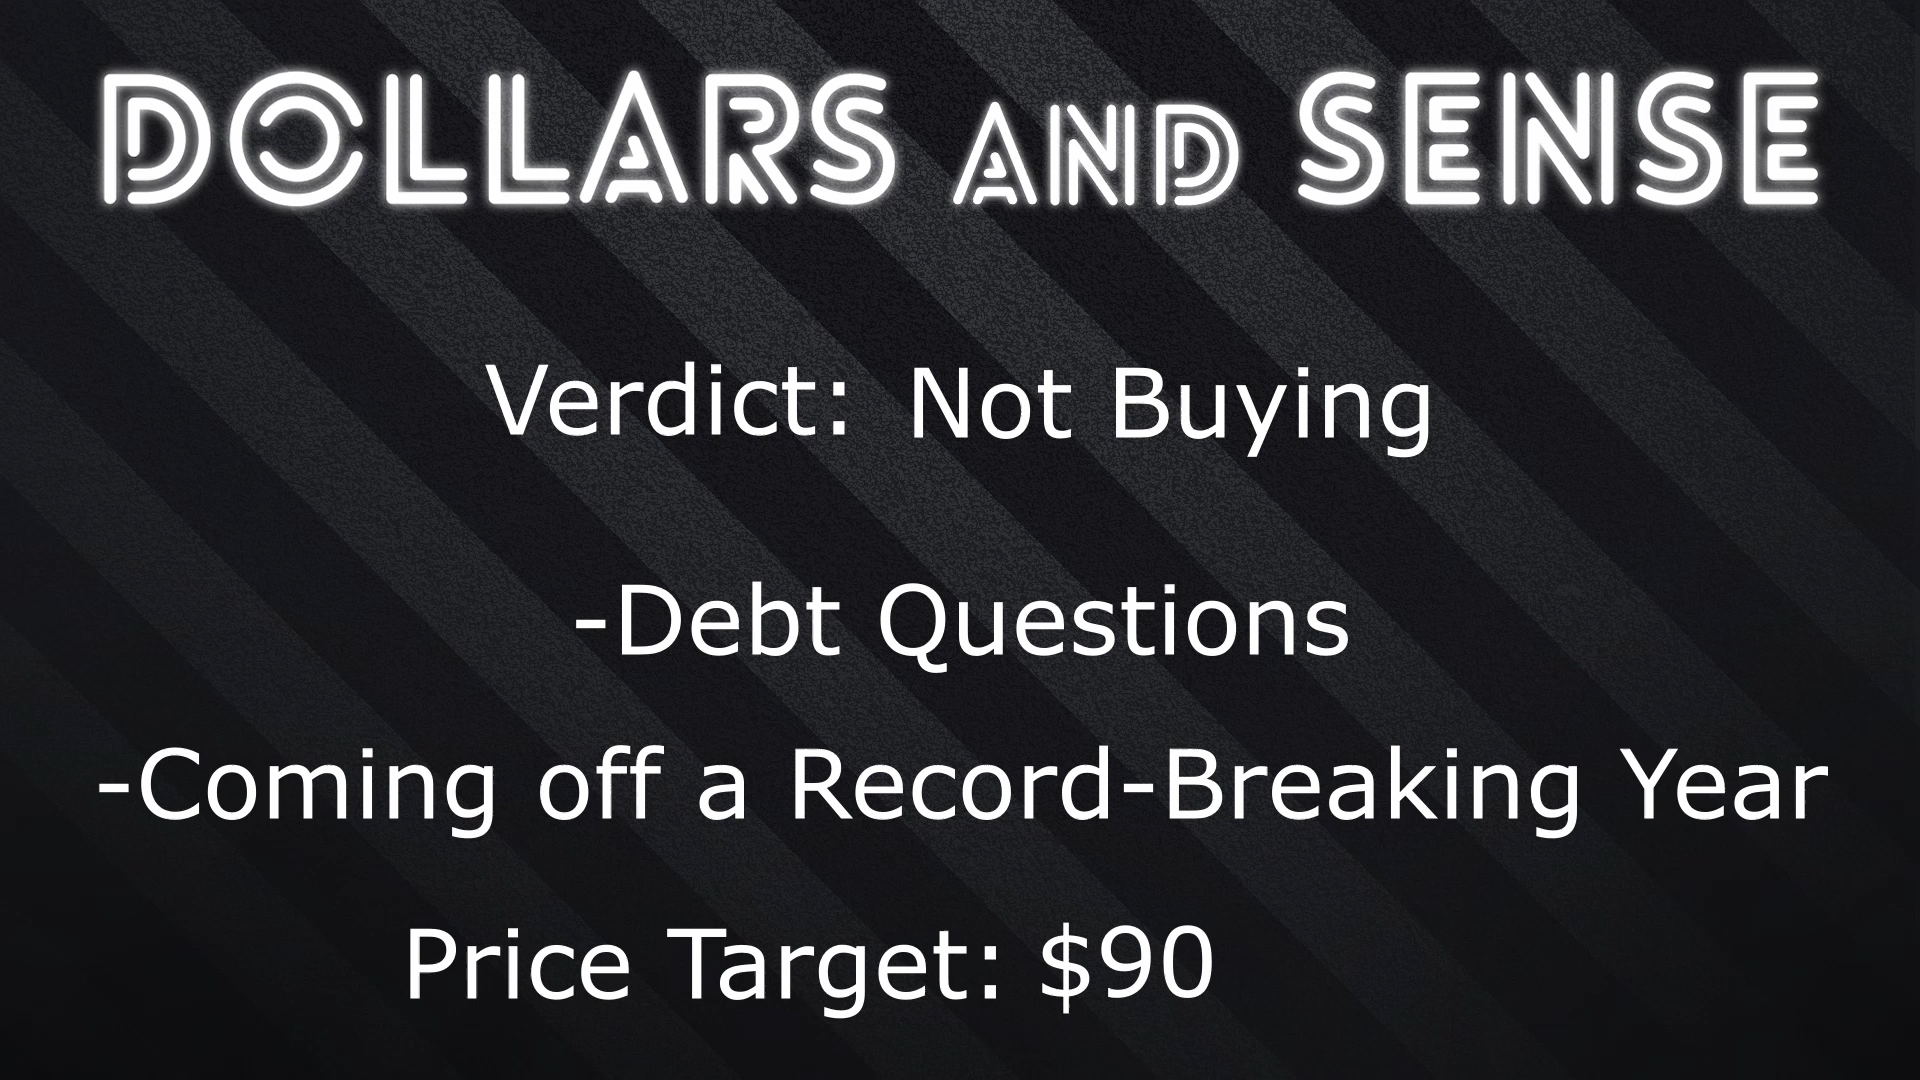 DOLLARS AND SENSE
Verdict: Not Buying
-Debt Questions
-Coming off a Record-Breaking Year
Price Target: $90